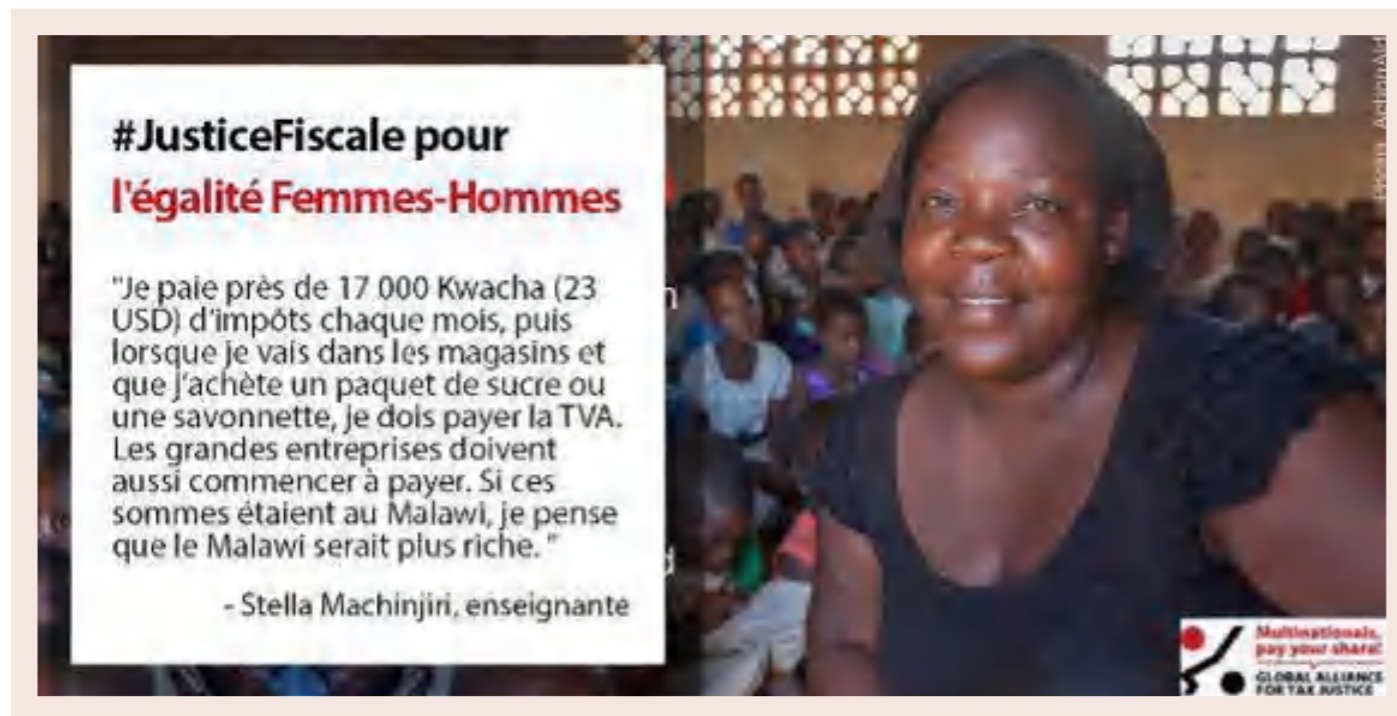 #JusticeFiscale pour
l'égalité Femmes-Hommes
"Je paie près de 17 000 Kwacha (23
USD) d'impôts chaque mois, puis
lorsque je vais dans les magasins et
que j'achète un paquet de sucre ou
une savonnette, je dois payer la TVA.
Les grandes entreprises doivent
aussi commencer à payer. Si ces
sommes étaient au Malawi, je pense
que le Malawi serait plus riche. "
- Stella Machinjiri, enseignante
ActionAid
Multinationals,
pay your share!
GLOBAL ALLIANCE
FOR TAX JUSTICE